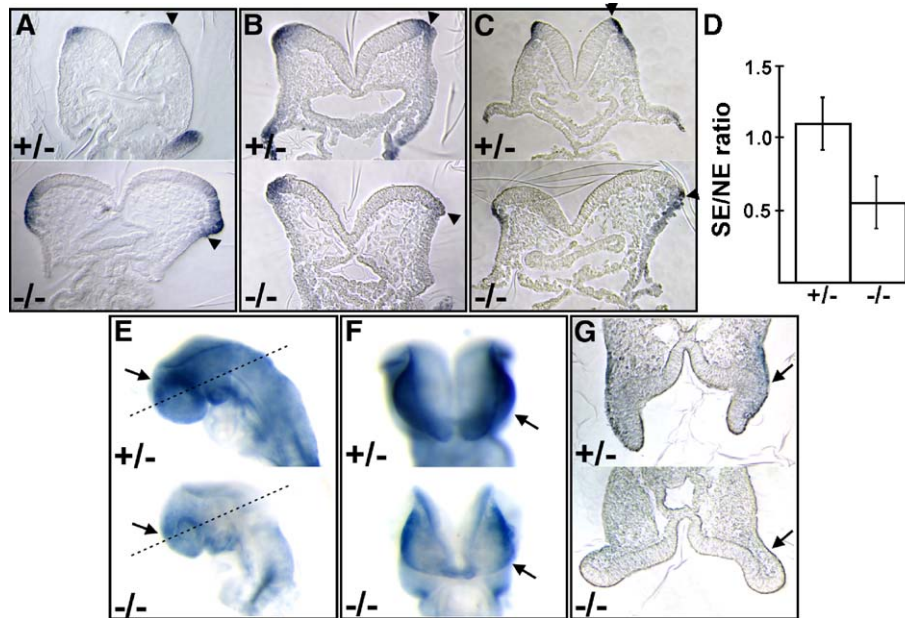 A
+/-
-/-
B
+/-
-/-
C
+/-
-/-
D
SE/NE ratio
1.5
1.0
0.5
+/- -/-
E
+/-
-/-
F
+/-
-/-
G
+/-
-/-